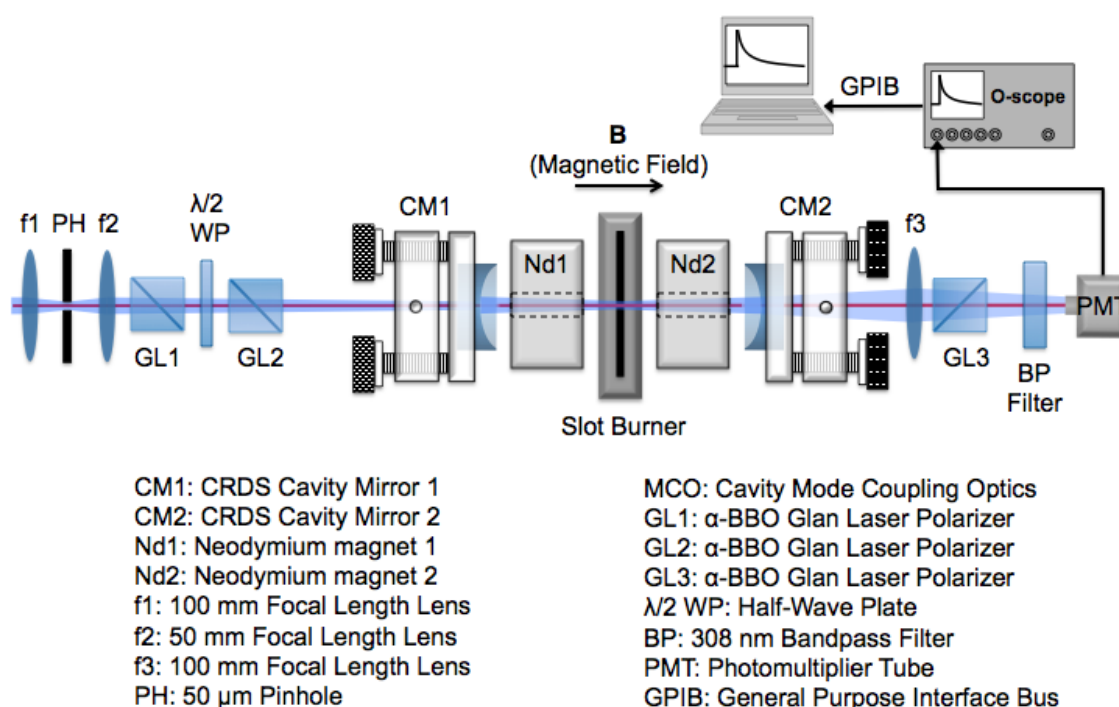 GPIB
O-scope
B
(Magnetic Field)
λ/2
WP
f1
PH
f2
CM1
CM2
f3
Nd1
Nd2
PMT
GL1
GL2
GL3
BP
Filter
Slot Burner
CM1: CRDS Cavity Mirror 1
CM2: CRDS Cavity Mirror 2
Nd1: Neodymium magnet 1
Nd2: Neodymium magnet 2
f1: 100 mm Focal Length Lens
f2: 50 mm Focal Length Lens
f3: 100 mm Focal Length Lens
PH: 50 μm Pinhole
MCO: Cavity Mode Coupling Optics
GL1: α-BBO Glan Laser Polarizer
GL2: α-BBO Glan Laser Polarizer
GL3: α-BBO Glan Laser Polarizer
λ/2 WP: Half-Wave Plate
BP: 308 nm Bandpass Filter
PMT: Photomultiplier Tube
GPIB: General Purpose Interface Bus